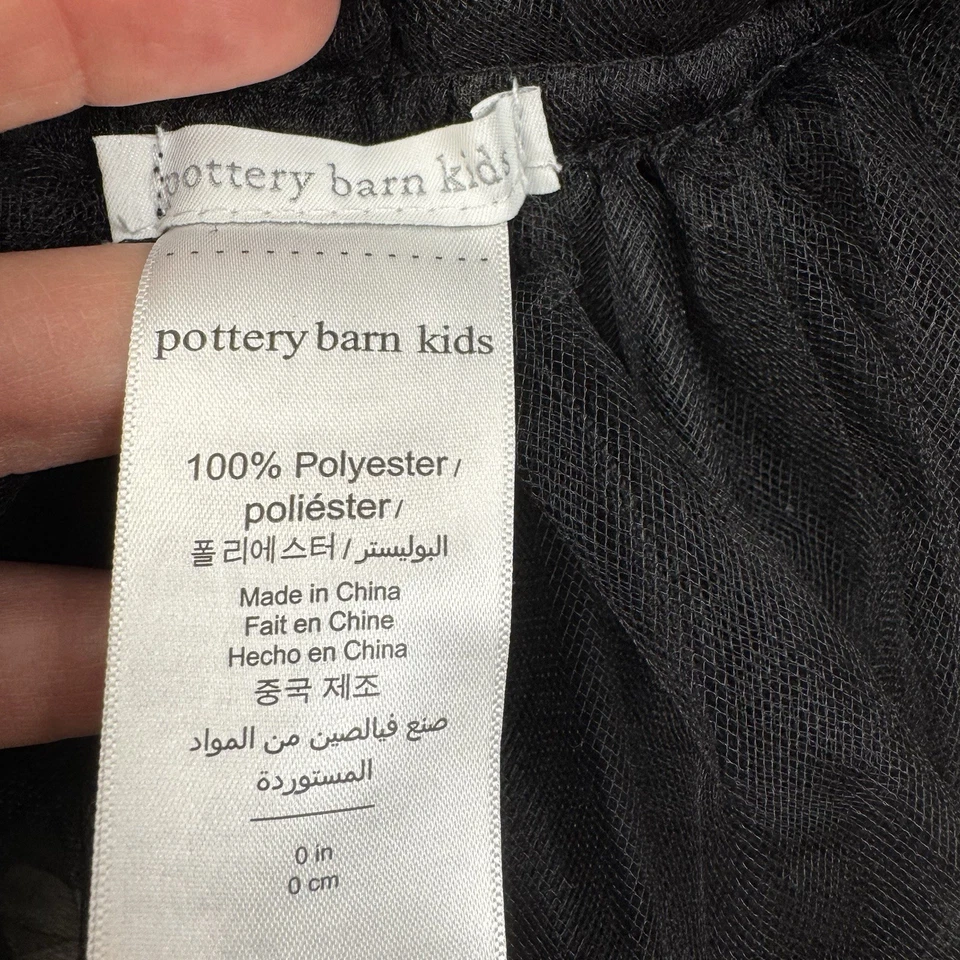 pottery barn kids
pottery barn kids
100% Polyester /
poliéster /
폴리에스터 / البوليستر
Made in China
Fait en Chine
Hecho en China
중국 제조
صنع فيالصين من المواد
المستوردة
0 in
0 cm